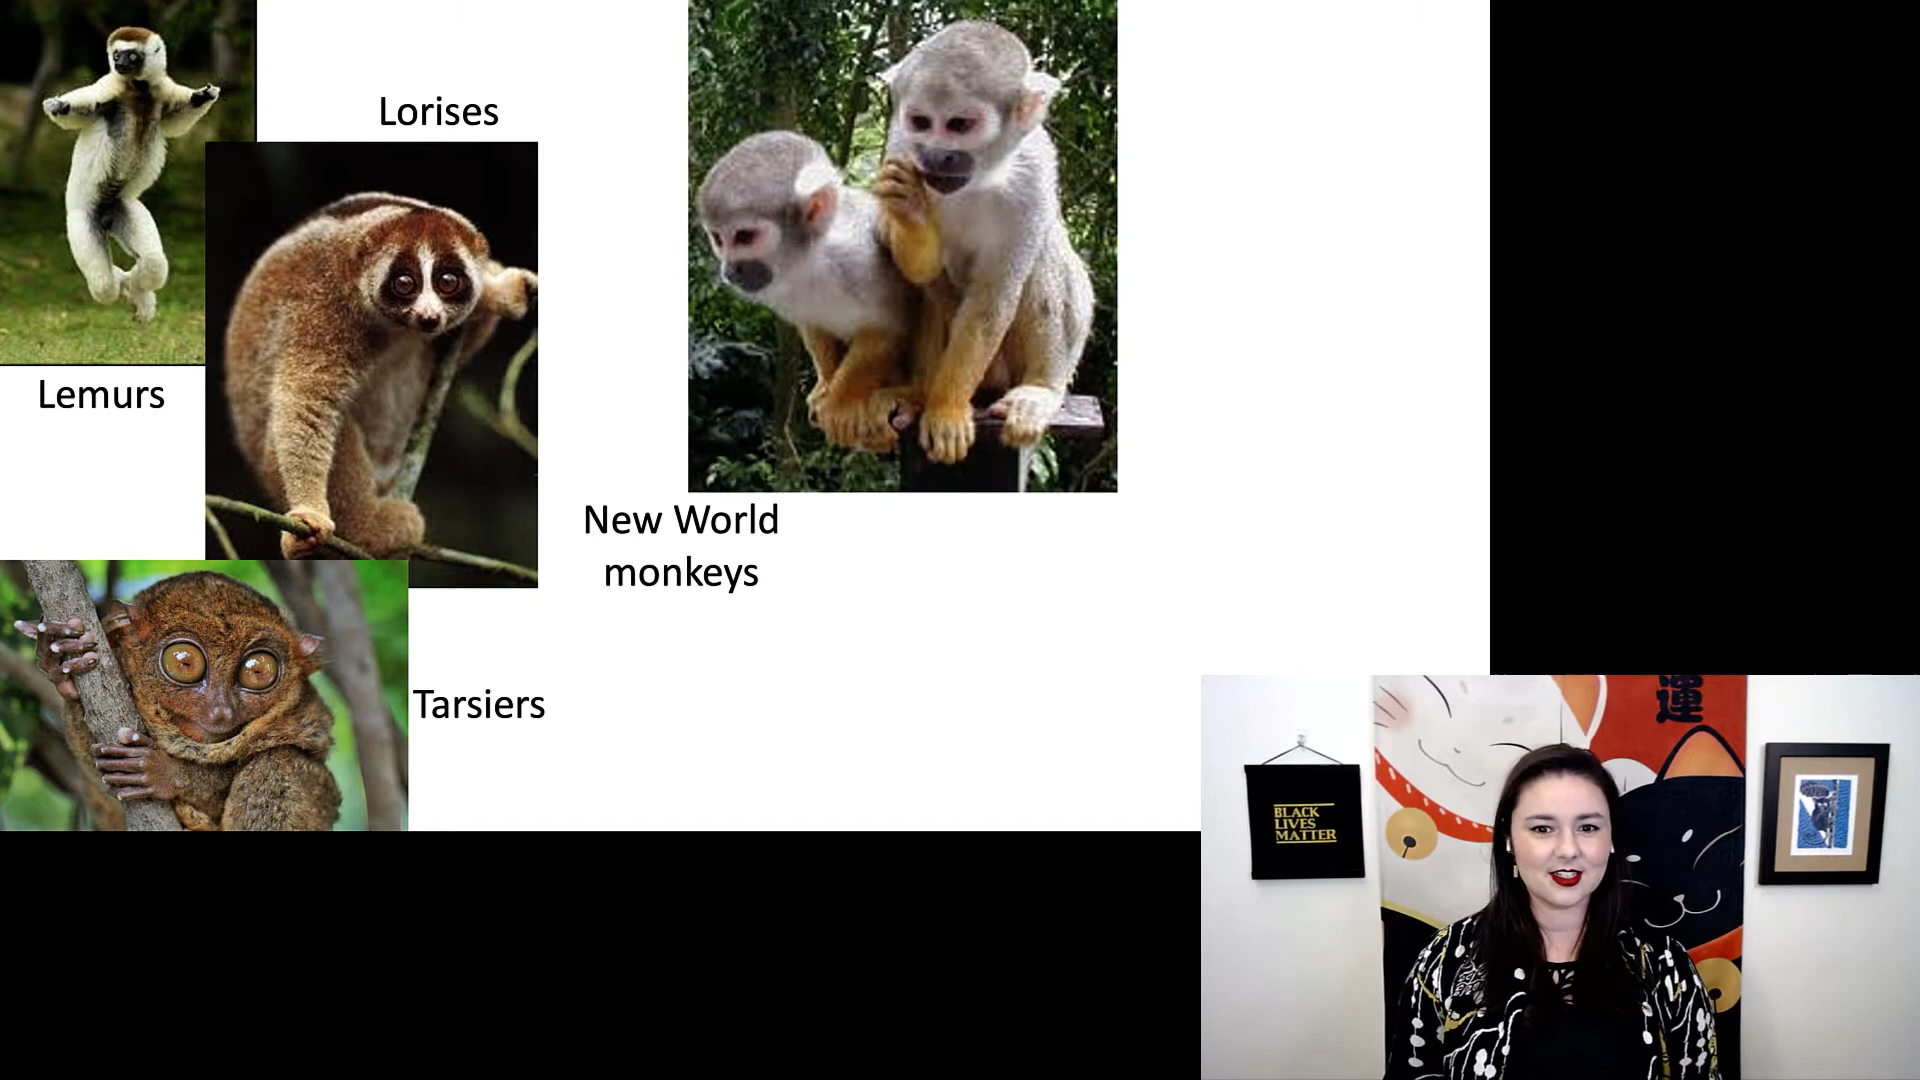 Lorises
Lemurs
New World
monkeys
Tarsiers
運
BLACK
LIVES
MATTER